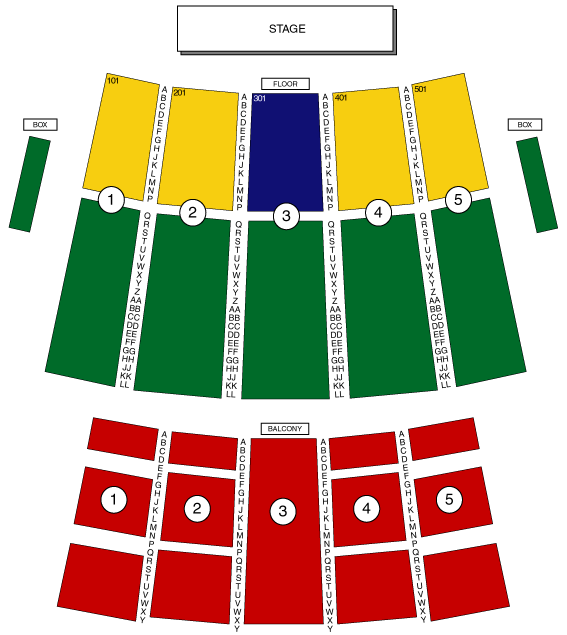 STAGE
FLOOR
BOX
BOX
101
201
301
401
501
A B C D E F G H J K L M N P
A B C D E F G H J K L M N P
A B C D E F G H J K L M N P
A B C D E F G H J K L M N P
1
2
3
4
5
Q R S T U V W X Y Z AA BB CC DD EE FF GG HH JJ KK LL
Q R S T U V W X Y Z AA BB CC DD EE FF GG HH JJ KK LL
Q R S T U V W X Y Z AA BB CC DD EE FF GG HH JJ KK LL
Q R S T U V W X Y Z AA BB CC DD EE FF GG HH JJ KK LL
BALCONY
A B C D E F G H J K L M N P Q R S T U V W X Y
A B C D E F G H J K L M N P Q R S T U V W X Y
A B C D E F G H J K L M N P Q R S T U V W X Y
A B C D E F G H J K L M N P Q R S T U V W X Y
1
2
3
4
5